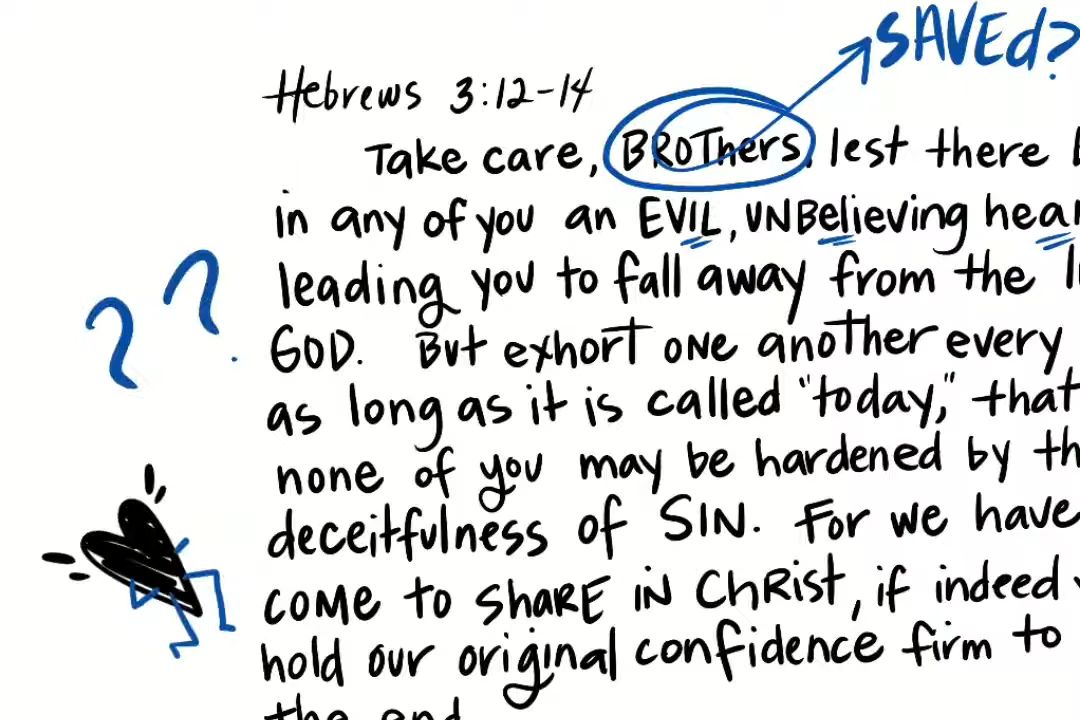 SAVEd?
Hebrews 3:12-14
Take care, BROThers, lest there
in any of you an EVIL, UNBelieving
leading you to fall away from the
GOD. But exhort ONE another every
as long as it is called "today," that
none of you may be hardened by
deceitfulness of SIN. For we have
come to ShaRE iN ChRist, if indeed
hold our original confidence firm to
the end
? ?